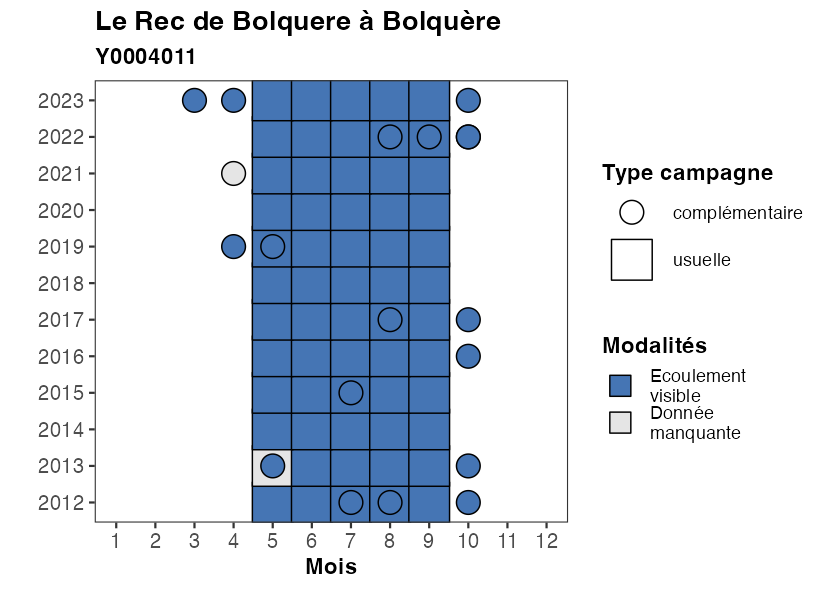 Le Rec de Bolquere à Bolquère
Y0004011
2023
2022
2021
2020
2019
2018
2017
2016
2015
2014
2013
2012
1 2 3 4 5 6 7 8 9 10 11 12
Mois
Type campagne
complémentaire
usuelle
Modalités
Ecoulement
visible
Donnée
manquante